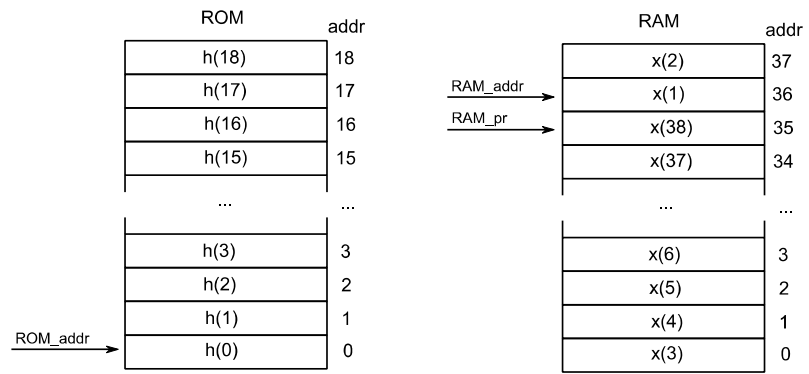 ROM
addr
h(18) 18
h(17) 17
h(16) 16
h(15) 15
... ...
h(3) 3
h(2) 2
h(1) 1
ROM_addr h(0) 0
RAM
addr
x(2) 37
RAM_addr x(1) 36
RAM_pr x(38) 35
x(37) 34
... ...
x(6) 3
x(5) 2
x(4) 1
x(3) 0